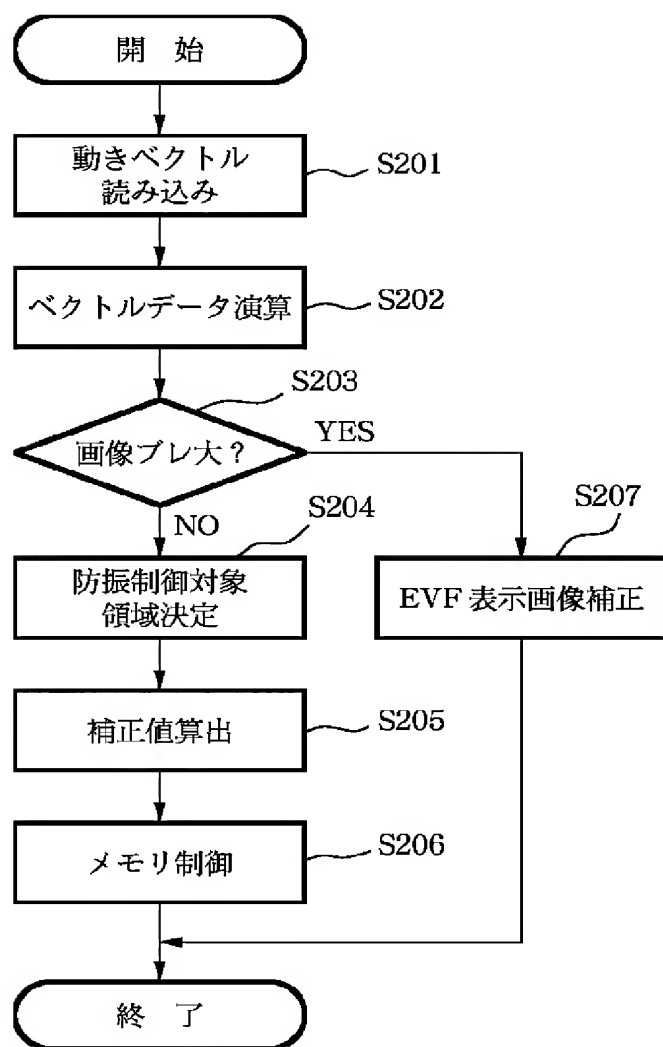 開 始
動きベクトル
読み込み
S201
ベクトルデータ演算
S202
S203
画像ブレ大?
YES
NO
S204
S207
防振制御対象
領域決定
EVF 表示画像補正
補正値算出
S205
メモリ制御
S206
終 了